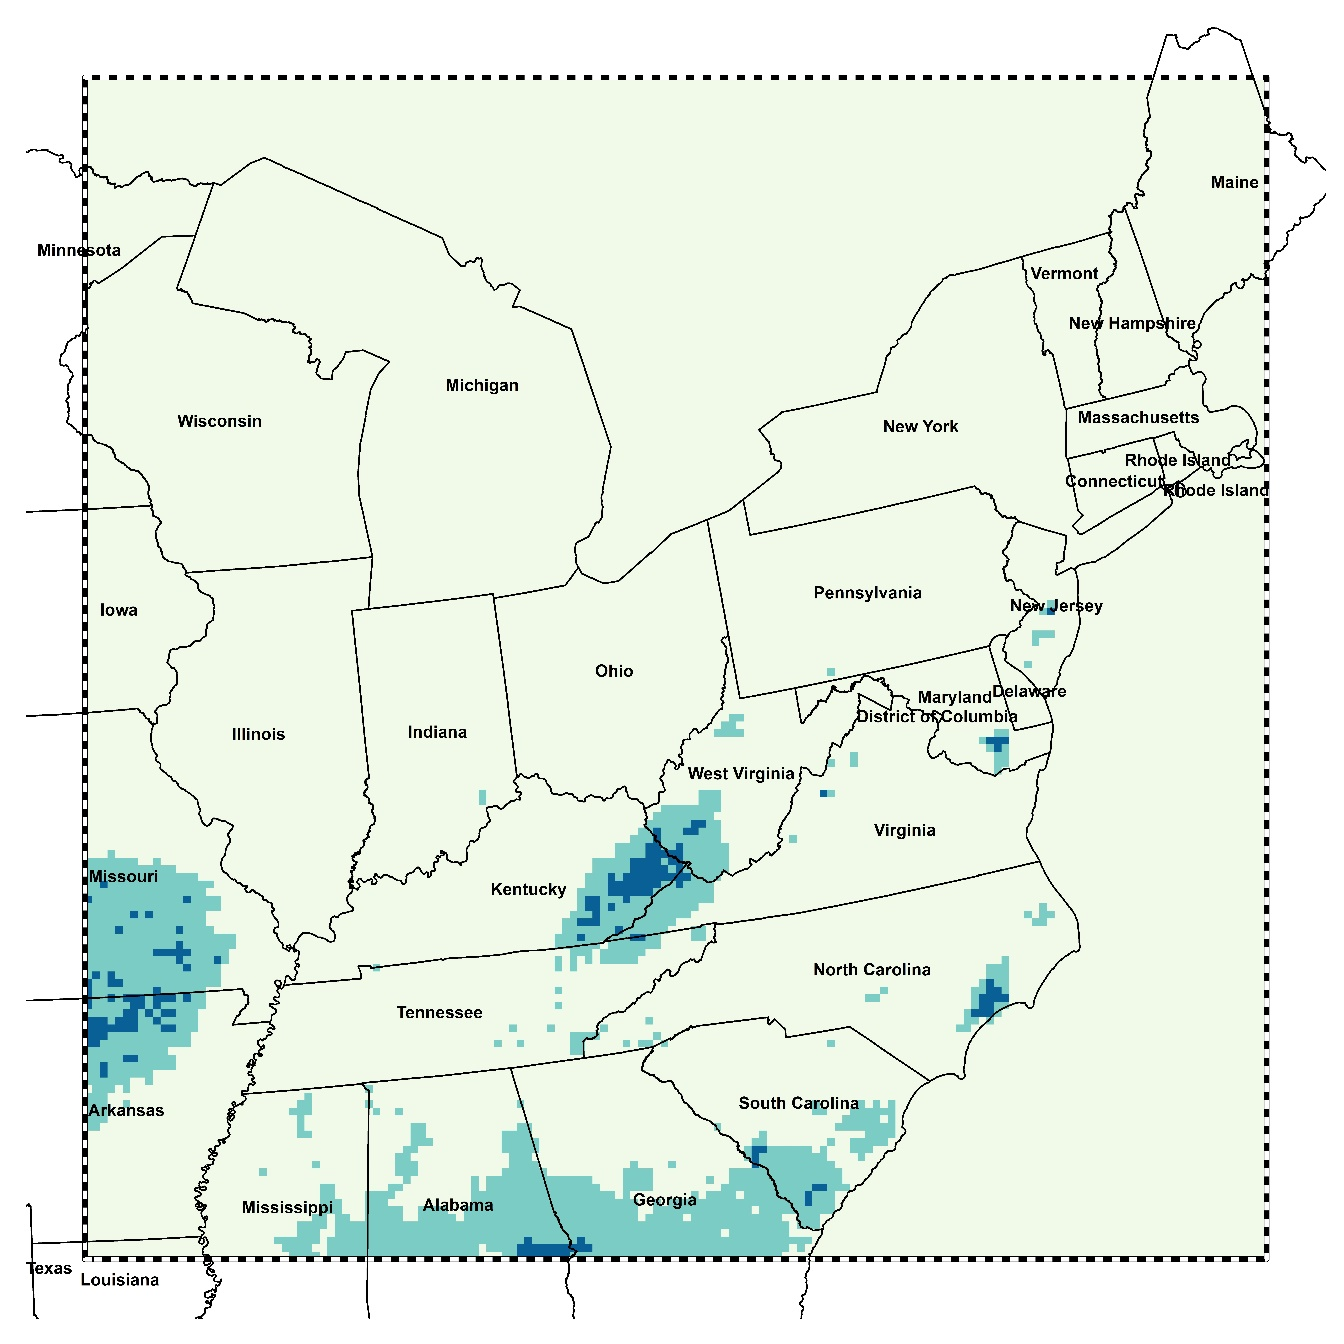 Maine
Minnesota
Vermont
New Hampshire
Michigan
Wisconsin
Massachusetts
New York
Rhode Island
Connecticut
Rhode Island
Pennsylvania
New Jersey
Iowa
Ohio
Delaware
Maryland
District of Columbia
Indiana
Illinois
West Virginia
Virginia
Missouri
Kentucky
North Carolina
Tennessee
South Carolina
Arkansas
Georgia
Alabama
Mississippi
Texas
Louisiana